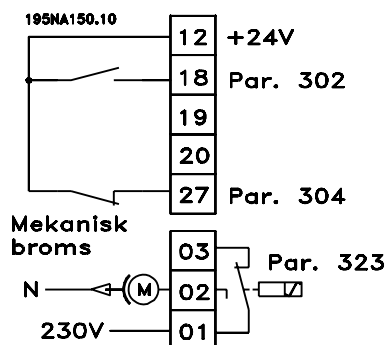 195NA150.10
12 +24V
18 Par. 302
19
20
27 Par. 304
Mekanisk
broms
03
Par. 323
N M 02
230V 01